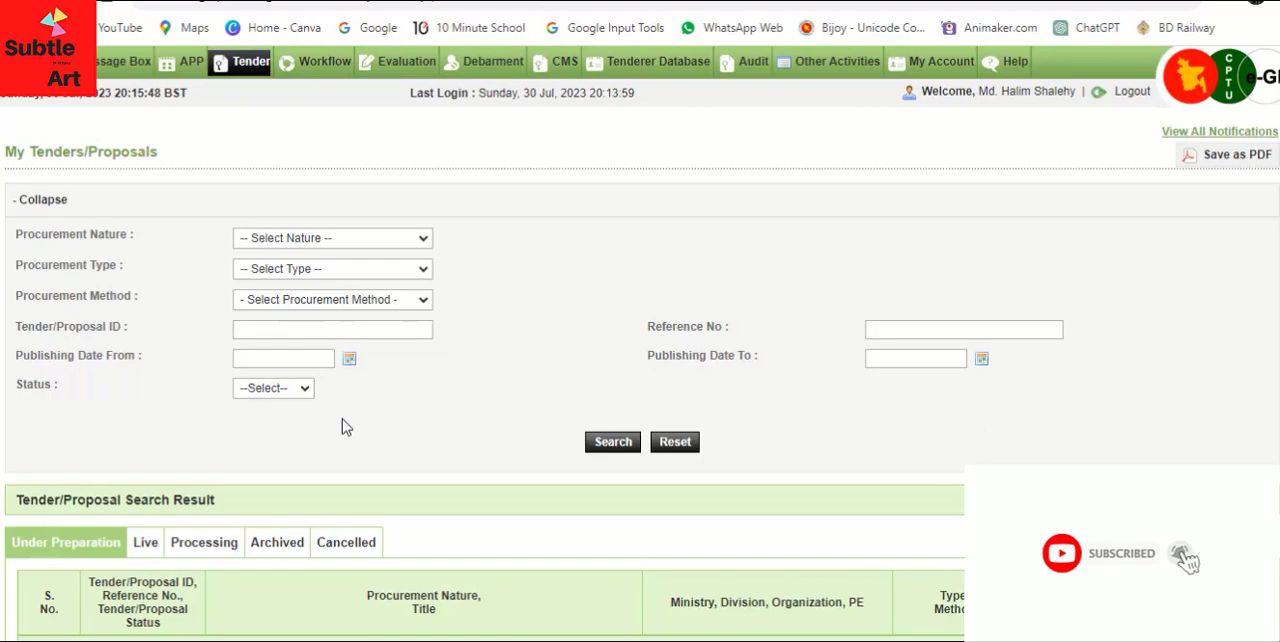 Subtle
Art
YouTube Maps Home - Canva Google 10 Minute School Google Input Tools WhatsApp Web Bijoy - Unicode Co... Animaker.com ChatGPT BD Railway
ssage Box APP Tender Workflow Evaluation Debarment CMS Tenderer Database Audit Other Activities My Account Help
CPTU
e-G
2023 20:15:48 BST Last Login : Sunday, 30 Jul, 2023 20:13:59 Welcome, Md. Halim Shalehy | Logout
View All Notifications
My Tenders/Proposals
Save as PDF
- Collapse
Procurement Nature : -- Select Nature --
Procurement Type : -- Select Type --
Procurement Method : - Select Procurement Method -
Tender/Proposal ID : Reference No :
Publishing Date From : Publishing Date To :
Status : --Select--
Search Reset
Tender/Proposal Search Result
Under Preparation Live Processing Archived Cancelled
SUBSCRIBED
S.
No.
Tender/Proposal ID,
Reference No.,
Tender/Proposal
Status
Procurement Nature,
Title
Ministry, Division, Organization, PE
Type
Metho